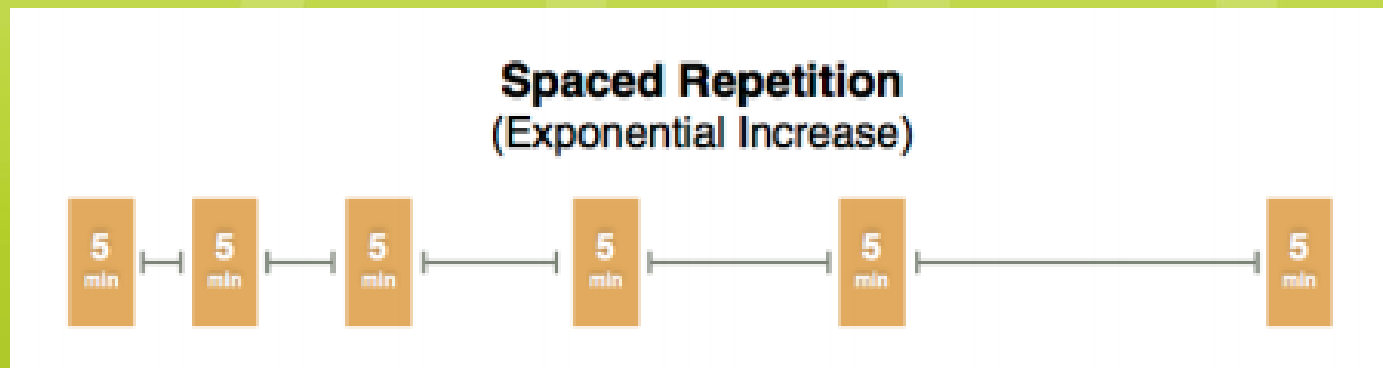 Spaced Repetition
(Exponential Increase)
5 5 5 5 5 5
min min min min min min